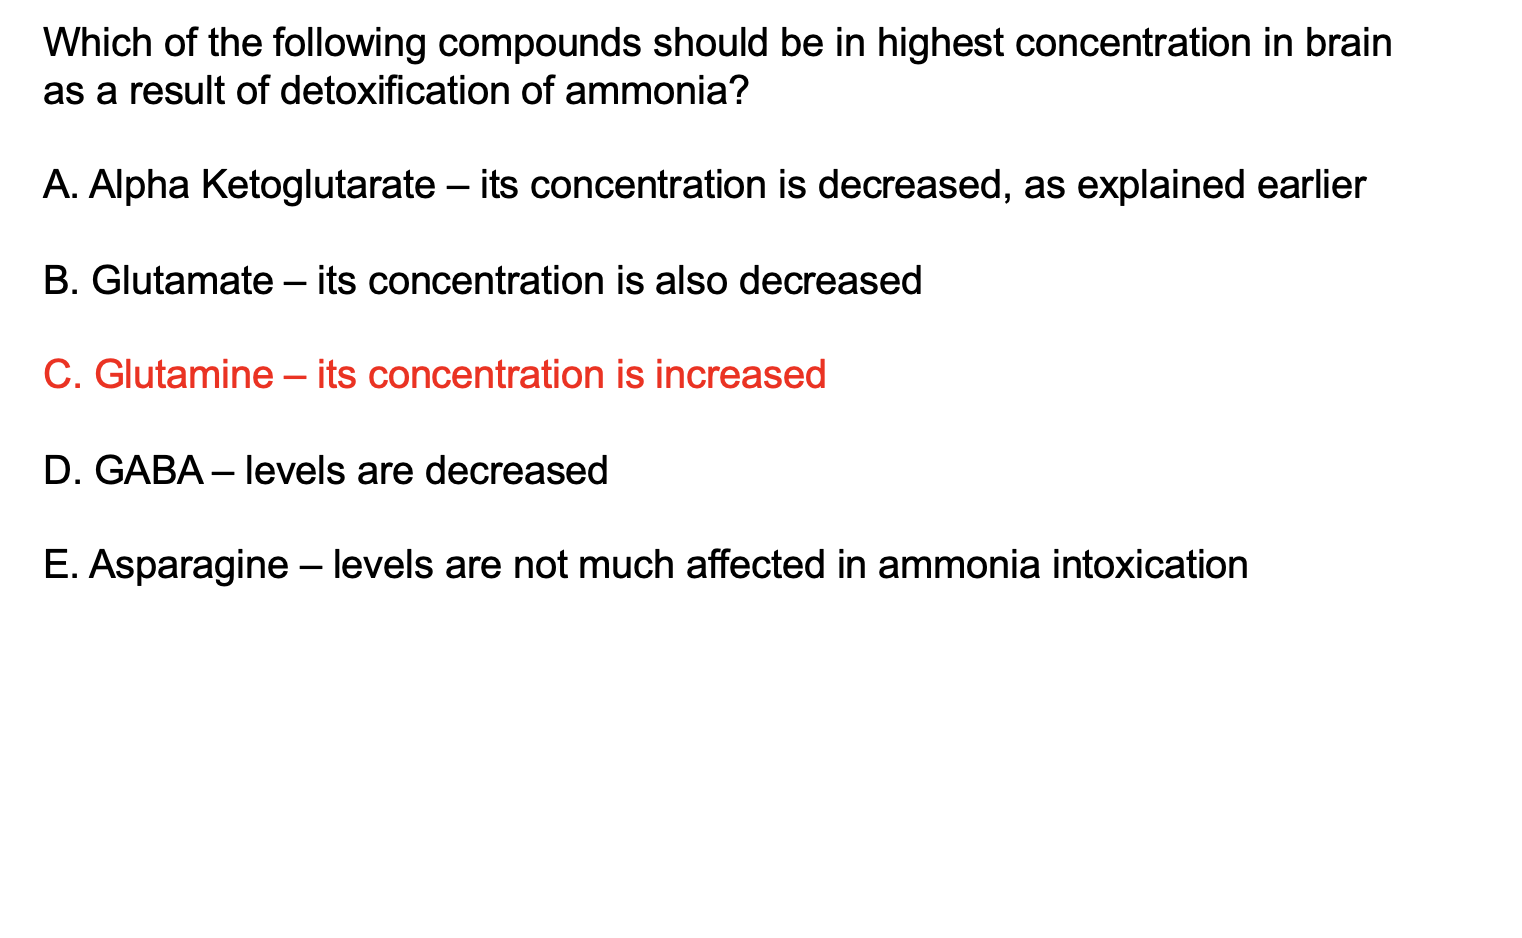 Which of the following compounds should be in highest concentration in brain
as a result of detoxification of ammonia?
A. Alpha Ketoglutarate – its concentration is decreased, as explained earlier
B. Glutamate – its concentration is also decreased
C. Glutamine – its concentration is increased
D. GABA – levels are decreased
E. Asparagine – levels are not much affected in ammonia intoxication